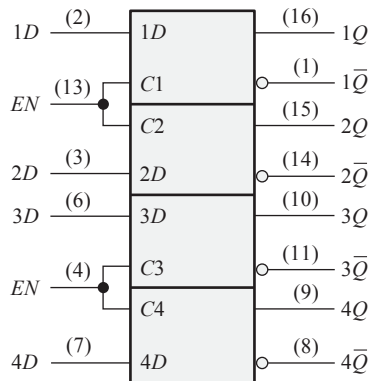 1D (2) 1D (16) 1Q
C1 (1) 1Q̅
EN (13)
C2 (15) 2Q
2D (3) 2D (14) 2Q̅
3D (6) 3D (10) 3Q
C3 (11) 3Q̅
EN (4)
C4 (9) 4Q
4D (7) 4D (8) 4Q̅